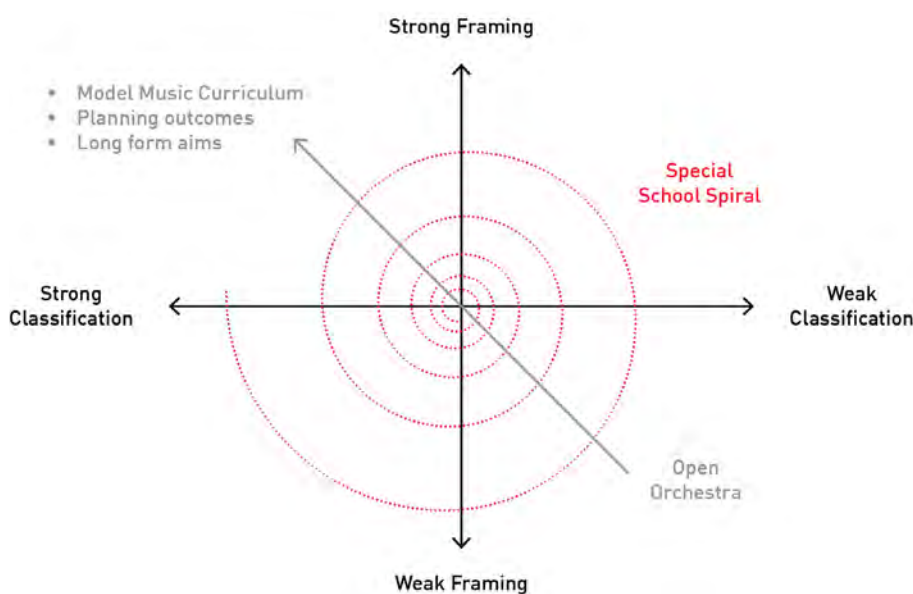 Strong Framing
• Model Music Curriculum
• Planning outcomes
• Long form aims
Special
School Spiral
Strong
Classification
Weak
Classification
Open
Orchestra
Weak Framing